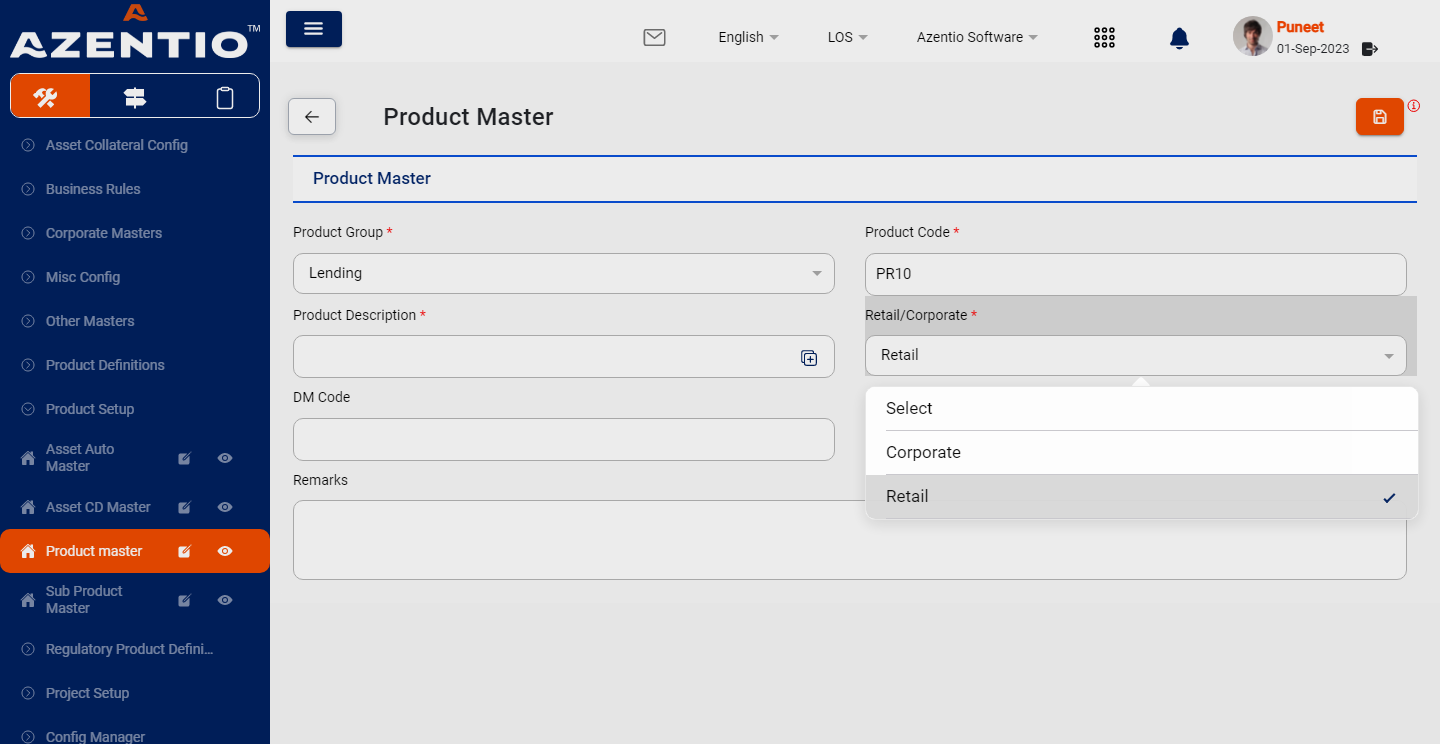 AZENTIO™
English
LOS
Azentio Software
Puneet
01-Sep-2023
Asset Collateral Config
Business Rules
Corporate Masters
Misc Config
Other Masters
Product Definitions
Product Setup
Asset Auto
Master
Asset CD Master
Product master
Sub Product
Master
Regulatory Product Defini...
Project Setup
Config Manager
Product Master
Product Master
Product Group *
Lending
Product Code *
PR10
Product Description *
Retail/Corporate *
Retail
DM Code
Select
Corporate
Retail
Remarks